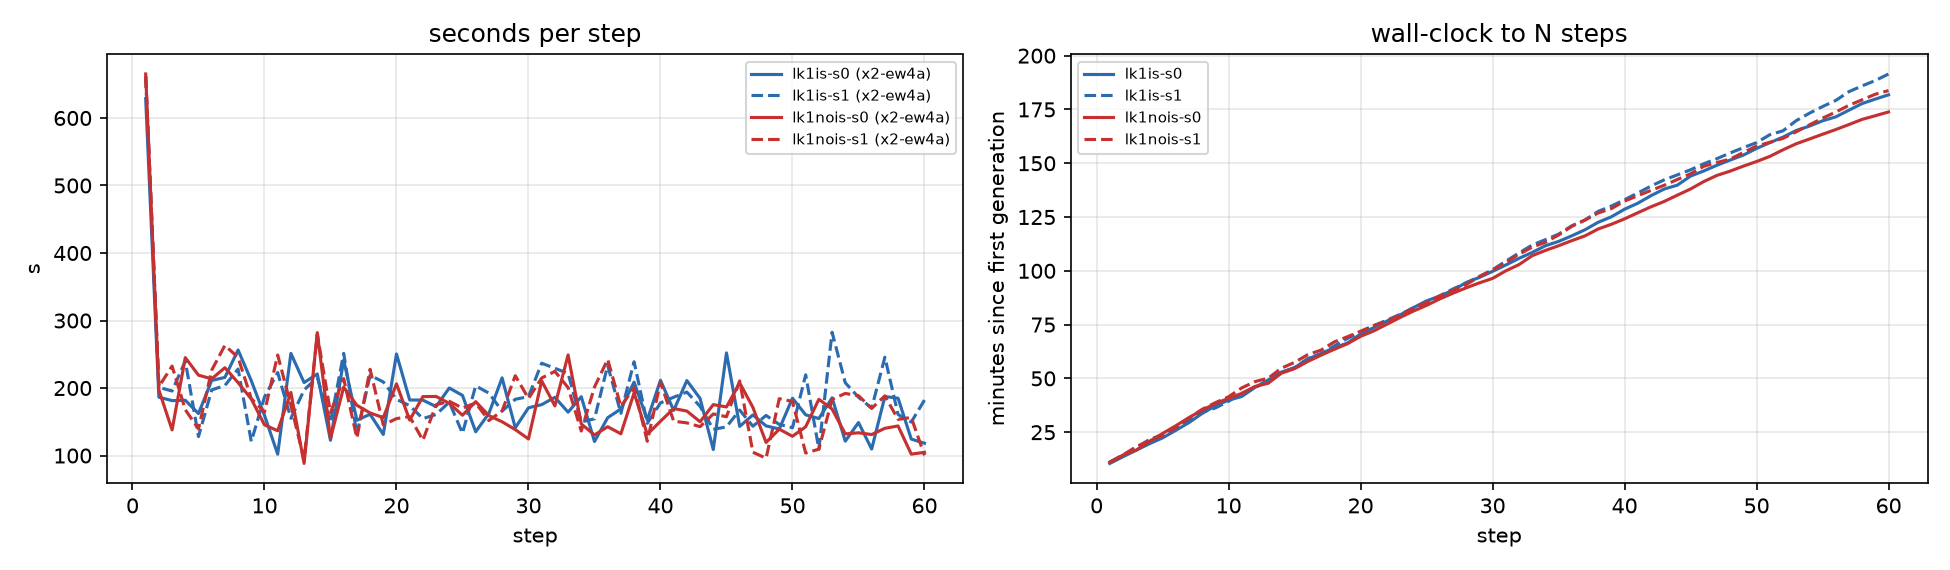 seconds per step
s
600
500
400
300
200
100
0
10
20
30
40
50
60
step
lk1is-s0 (x2-ew4a)
lk1is-s1 (x2-ew4a)
lk1nois-s0 (x2-ew4a)
lk1nois-s1 (x2-ew4a)
wall-clock to N steps
minutes since first generation
200
175
150
125
100
75
50
25
0
10
20
30
40
50
60
step
lk1is-s0
lk1is-s1
lk1nois-s0
lk1nois-s1